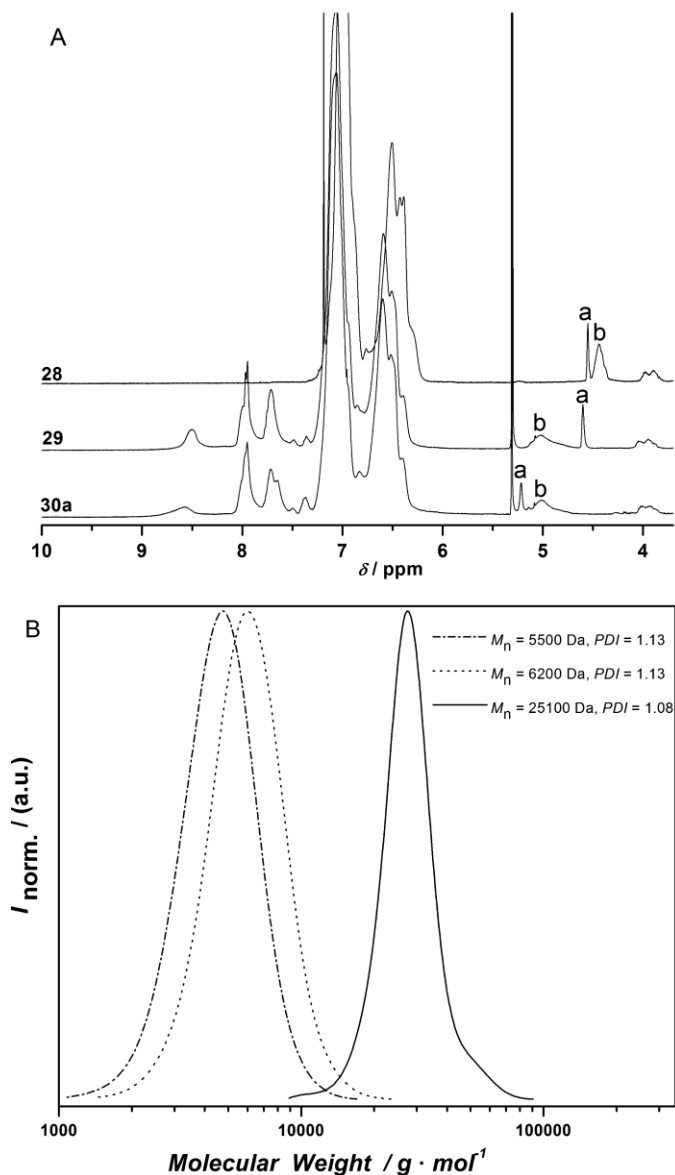 A
a
b
28
a
b
29
a
b
30a
10 9 8 7 6 5 4
δ / ppm
B
Mn = 5500 Da, PDI = 1.13
Mn = 6200 Da, PDI = 1.13
Mn = 25100 Da, PDI = 1.08
I norm. / (a.u.)
1000 10000 100000
Molecular Weight / g · mol-1